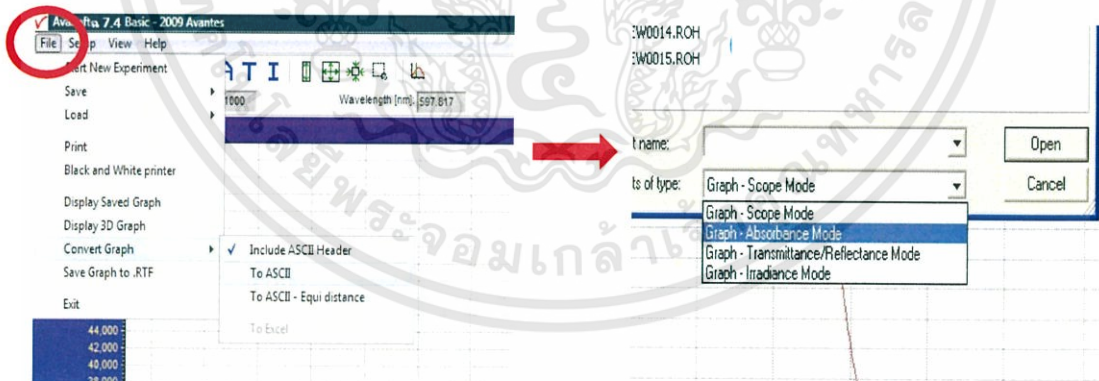 AvaSoft 7.4 Basic - 2009 Avantes
File Setup View Help
Start New Experiment
Save
Load
Print
Black and White printer
Display Saved Graph
Display 3D Graph
Convert Graph
Save Graph to .RTF
Exit
A T I
1000 Wavelength [nm]: 597.817
✓ Include ASCII Header
To ASCII
To ASCII - Equi distance
To Excel
44,000
42,000
40,000
38,000
EW0014.ROH
EW0015.ROH
t name:
Open
ts of type: Graph - Scope Mode
Cancel
Graph - Scope Mode
Graph - Absorbance Mode
Graph - Transmittance/Reflectance Mode
Graph - Irradiance Mode